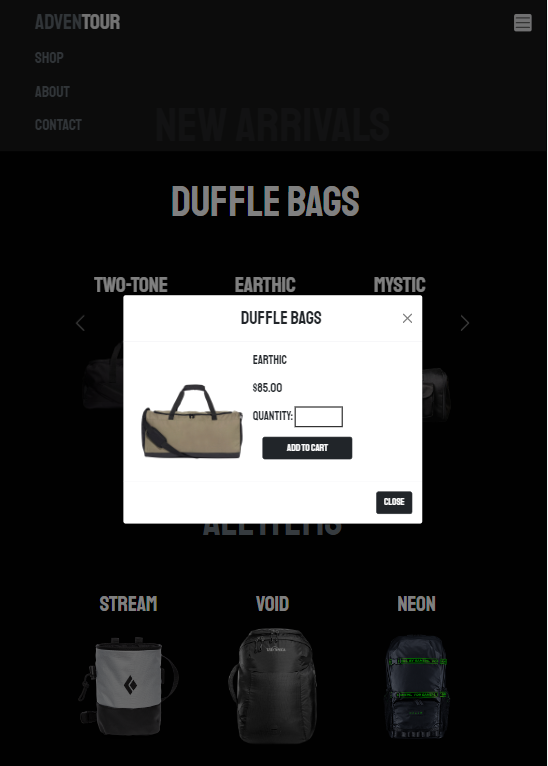 ADVENTOUR
SHOP
ABOUT
CONTACT
NEW ARRIVALS
DUFFLE BAGS
TWO-TONE
EARTHIC
MYSTIC
DUFFLE BAGS
EARTHIC
$85.00
QUANTITY:
ADD TO CART
CLOSE
ALL ITEMS
STREAM
VOID
NEON